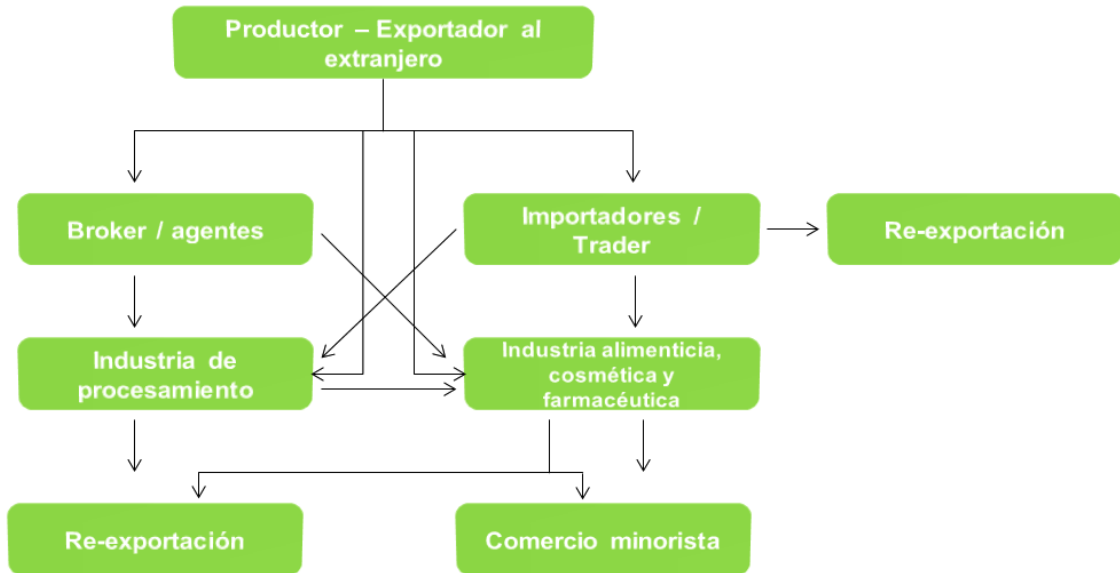 Productor – Exportador al
extranjero
Broker / agentes
Importadores /
Trader
Re-exportación
Industria de
procesamiento
Industria alimenticia,
cosmética y
farmacéutica
Re-exportación
Comercio minorista